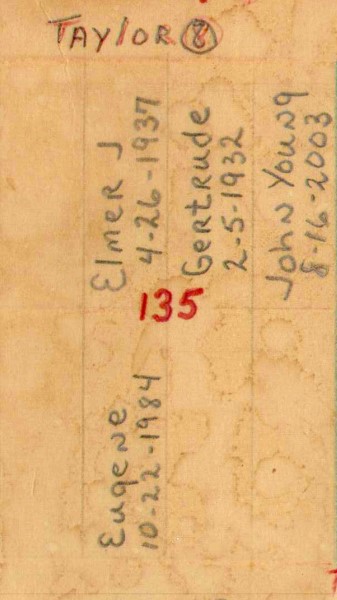 TAYlOR 8
ElmER J
4-26-1937
GERtRude
2-5-1932
JohN YouNg
8-16-2003
135
EugeNe
10-22-1984